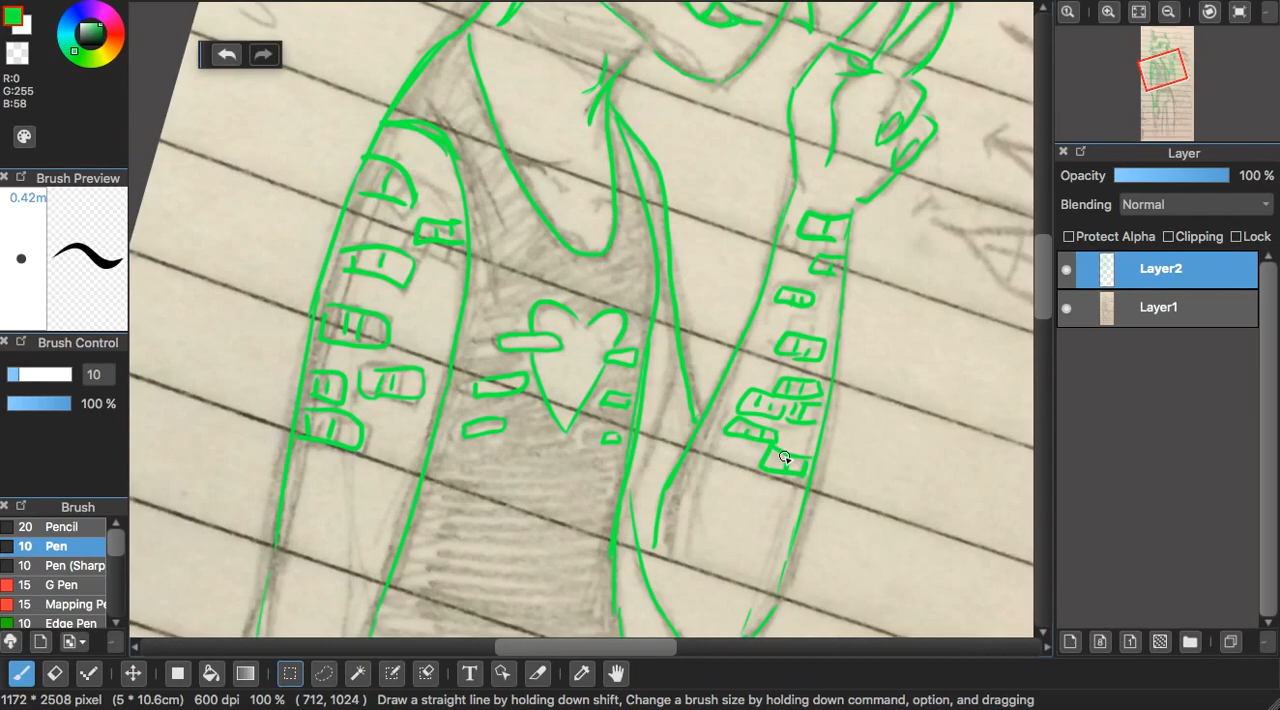 R:0
G:255
B:58
Brush Preview
0.42m
Brush Control
10
100 %
Brush
20 Pencil
10 Pen
10 Pen (Sharp
15 G Pen
15 Mapping Pe
10 Edge Pen
Layer
Opacity 100 %
Blending Normal
Protect Alpha Clipping Lock
Layer2
Layer1
8 1
T
1172 * 2508 pixel (5 * 10.6cm) 600 dpi 100 % ( 712, 1024 ) Draw a straight line by holding down shift, Change a brush size by holding down command, option, and dragging